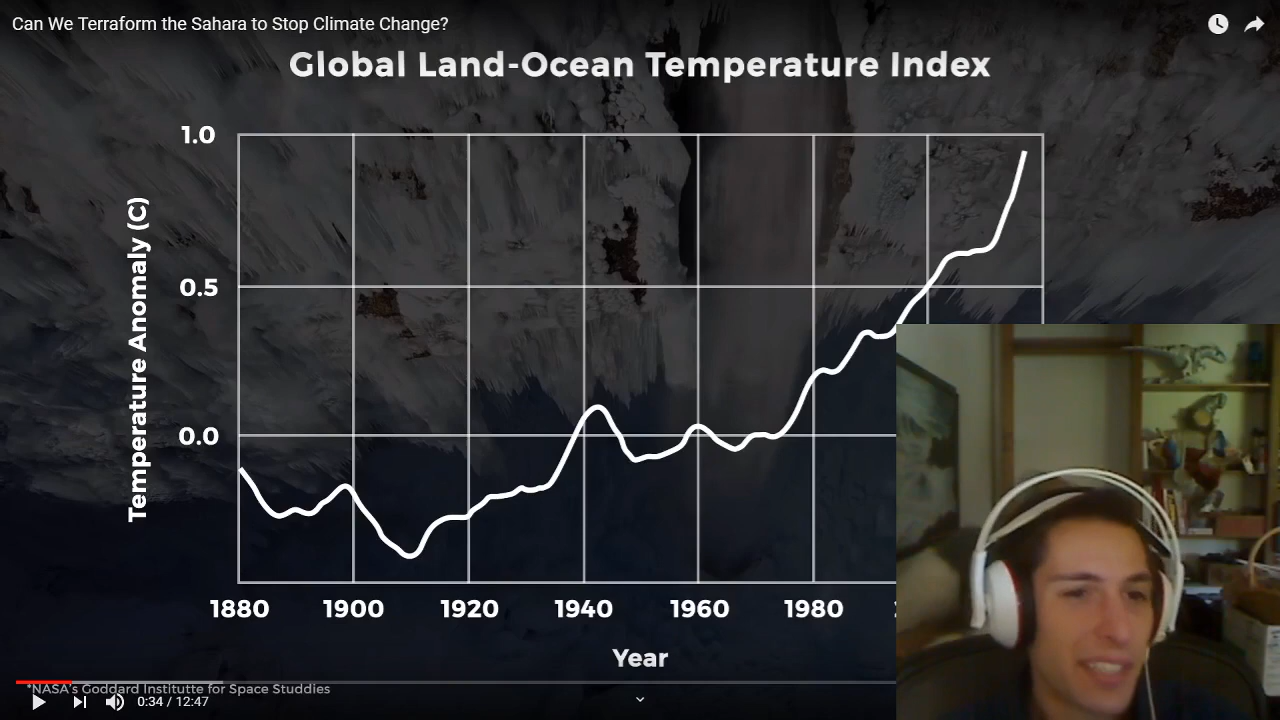 Can We Terraform the Sahara to Stop Climate Change?
Global Land-Ocean Temperature Index
1.0
0.5
0.0
Temperature Anomaly (C)
1880 1900 1920 1940 1960 1980
Year
*NASA's Goddard Institutte for Space Studdies
0:34 / 12:47